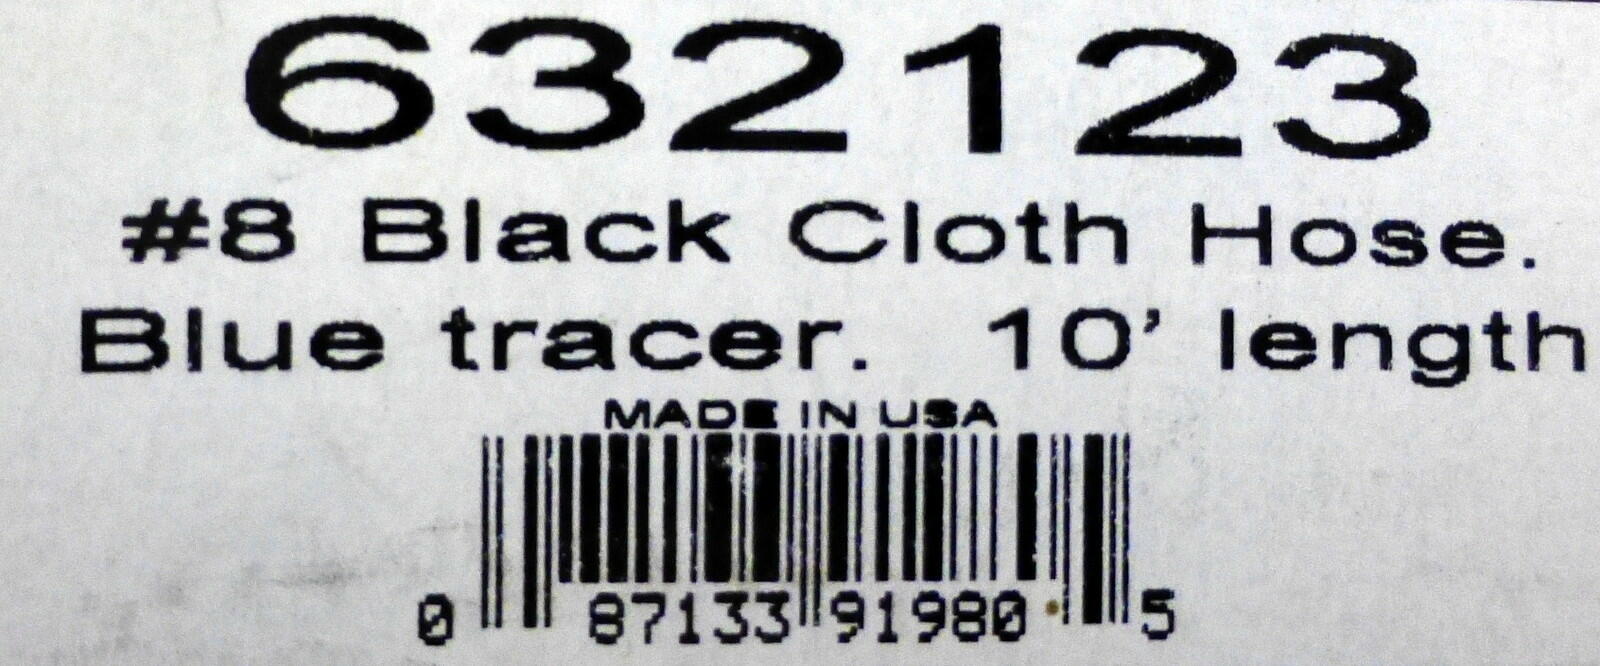 632123
#8 Black Cloth Hose.
Blue tracer. 10' length
MADE IN USA
0 87133 91980 5